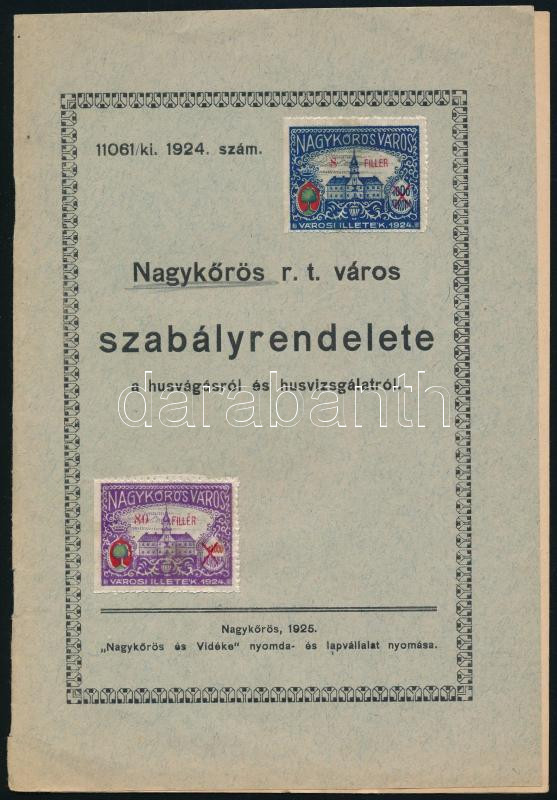 11061/ki. 1924. szám.
NAGYKŐRÖS VÁROS
8 FILLÉR
VÁROSI ILLETÉK. 1924.
Nagykőrös r. t. város
szabályrendelete
a husvágásról és husvizsgálatról.
darabanth
NAGYKŐRÖS VÁROS
80 FILLÉR
VÁROSI ILLETÉK. 1924.
Nagykőrös, 1925.
„Nagykőrös és Vidéke" nyomda- és lapvállalat nyomása.